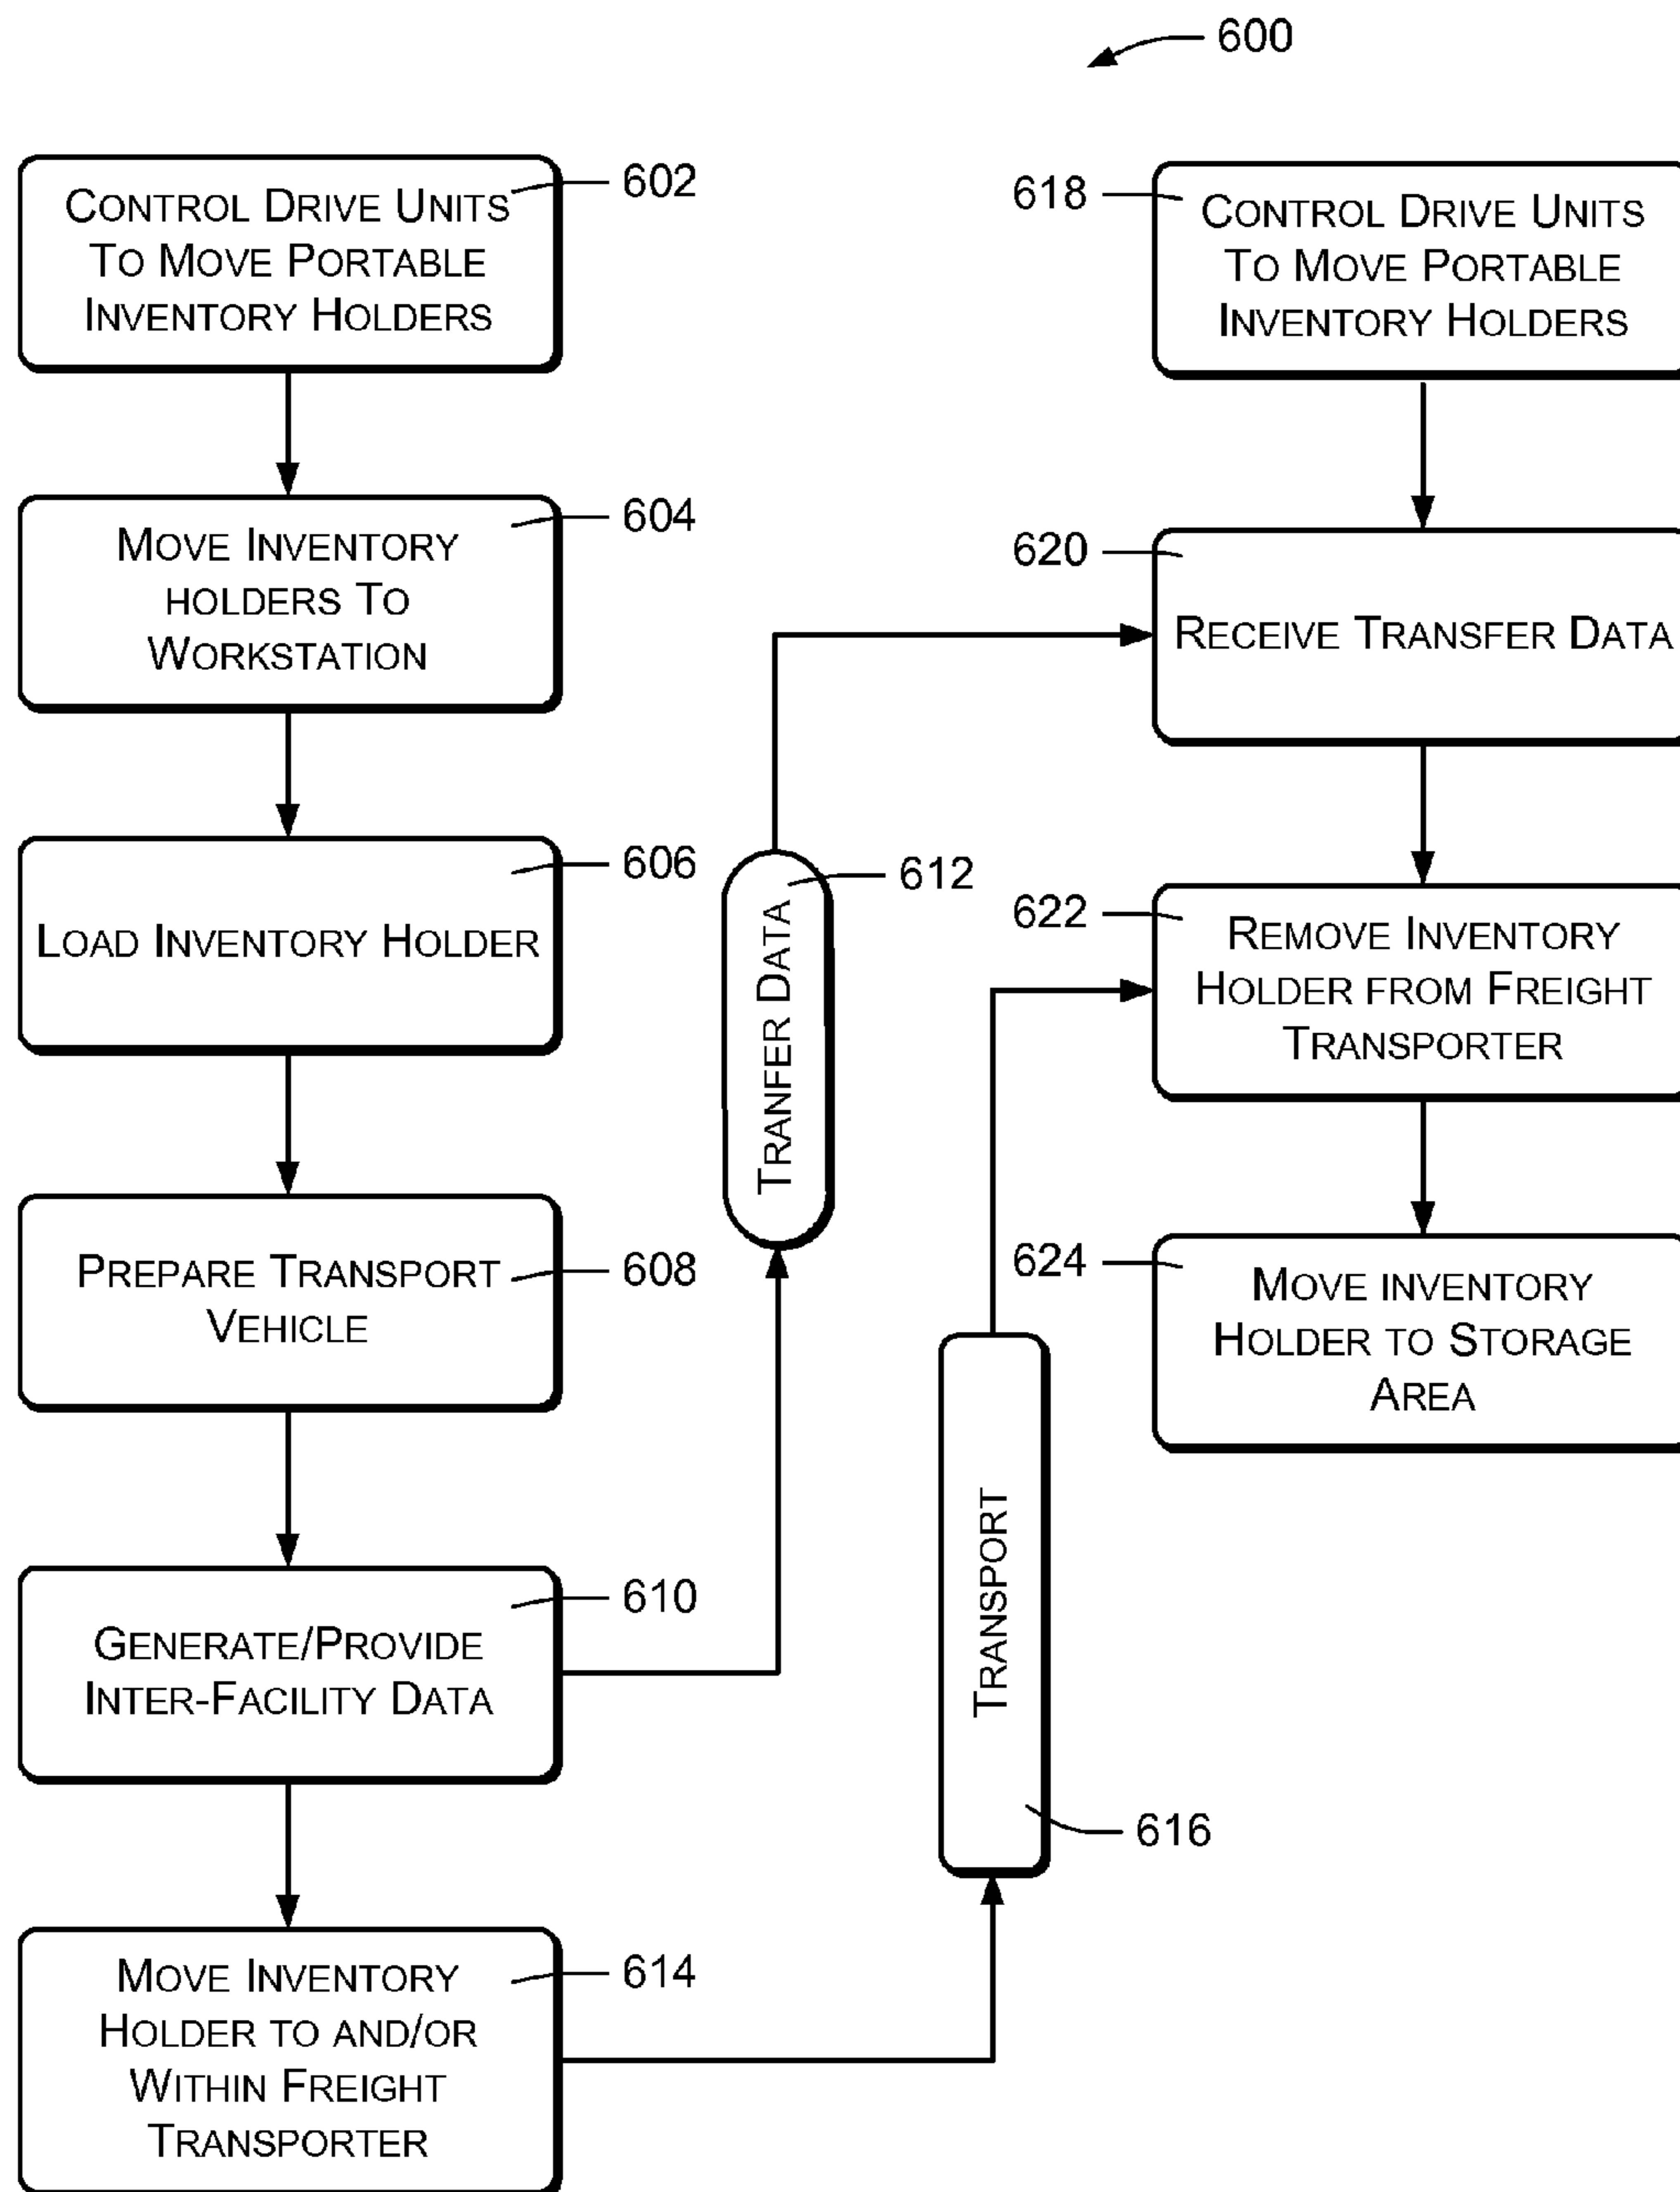 600
CONTROL DRIVE UNITS
TO MOVE PORTABLE
INVENTORY HOLDERS
602
MOVE INVENTORY
HOLDERS TO
WORKSTATION
604
LOAD INVENTORY HOLDER
606
PREPARE TRANSPORT
VEHICLE
608
GENERATE/PROVIDE
INTER-FACILITY DATA
610
MOVE INVENTORY
HOLDER TO AND/OR
WITHIN FREIGHT
TRANSPORTER
614
TRANFER DATA
612
TRANSPORT
616
618
CONTROL DRIVE UNITS
TO MOVE PORTABLE
INVENTORY HOLDERS
620
RECEIVE TRANSFER DATA
622
REMOVE INVENTORY
HOLDER FROM FREIGHT
TRANSPORTER
624
MOVE INVENTORY
HOLDER TO STORAGE
AREA